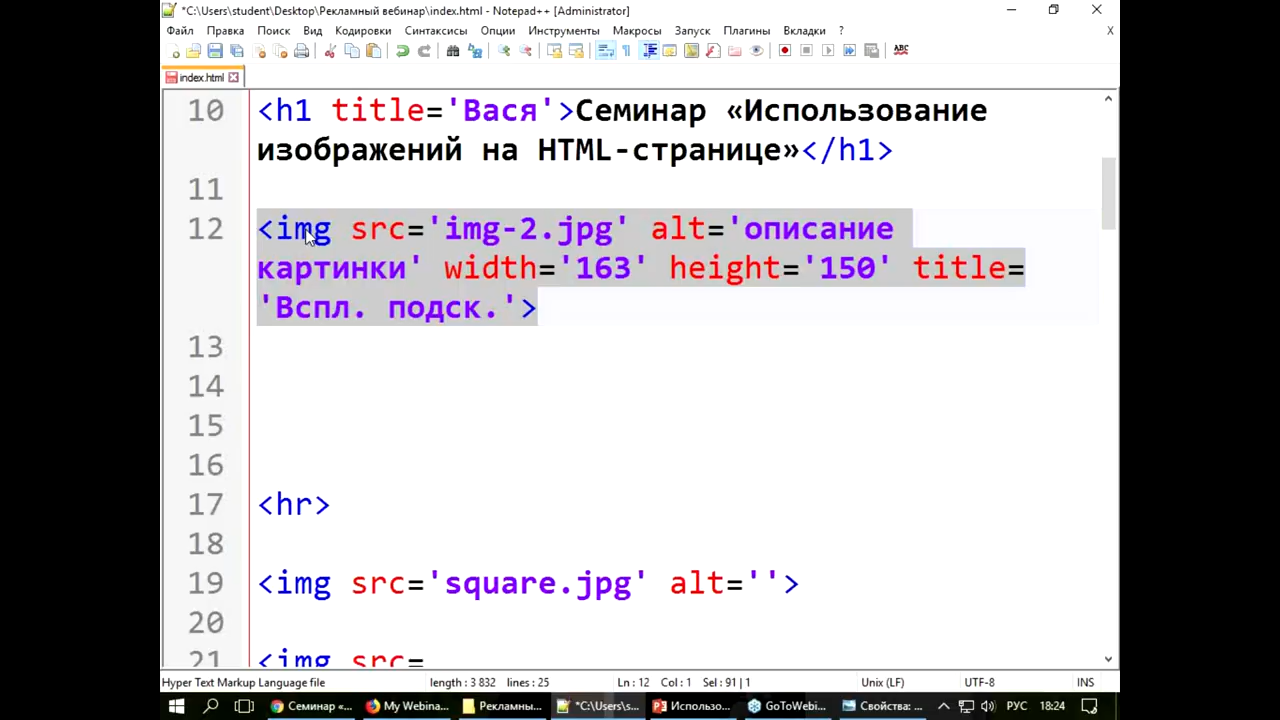 *C:\Users\student\Desktop\Рекламный вебинар\index.html - Notepad++ [Administrator]
Файл Правка Поиск Вид Кодировки Синтаксисы Опции Инструменты Макросы Запуск Плагины Вкладки ? X
ABC
index.html
10 <h1 title='Вася'>Семинар «Использование
изображений на HTML-странице»</h1>
11
12 <img src='img-2.jpg' alt='описание
картинки' width='163' height='150' title=
'Вспл. подск.'>
13
14
15
16
17 <hr>
18
19 <img src='square.jpg' alt=''>
20
21 <img src=
Hyper Text Markup Language file length : 3 832 lines : 25 Ln : 12 Col : 1 Sel : 91 | 1 Unix (LF) UTF-8 INS
Семинар «... My Webina... Рекламны... *C:\Users\s... Использо... GoToWebi... Свойства: ... РУС 18:24